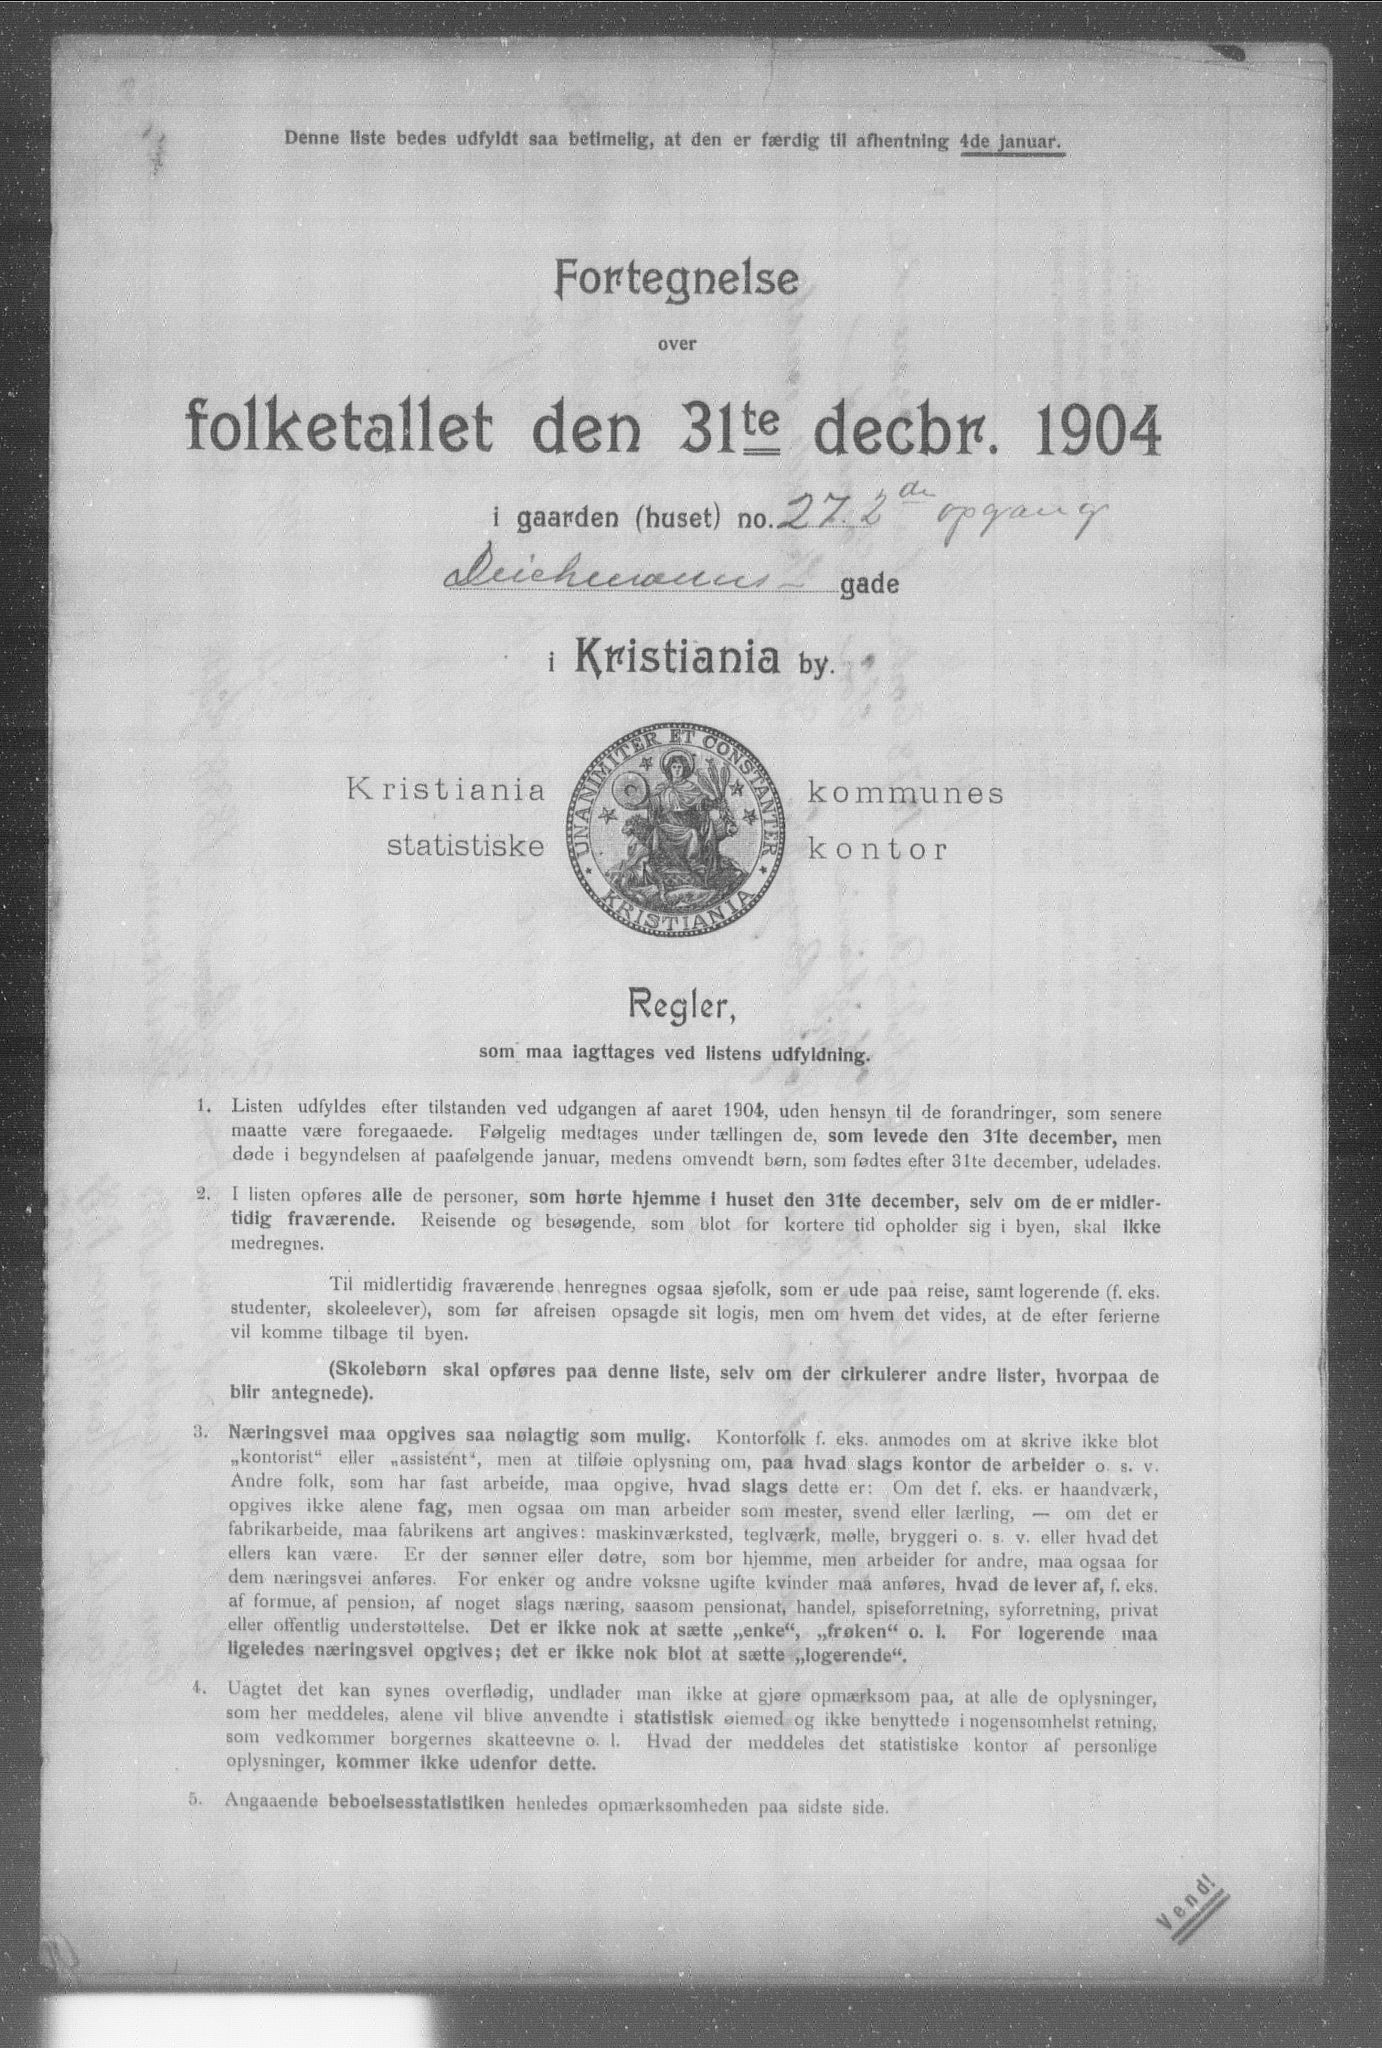 Denne liste bedes udfyldt saa betimelig, at den er færdig til afhentning 4de januar.
Fortegnelse
over
folketallet den 31te decbr. 1904
i gaarden (huset) no. 27. 2de opgang
Deichmanns gade
i Kristiania by.
Kristiania kommunes
statistiske kontor
UNANIMITER ET CONSTANTER
KRISTIANIA
Regler,
som maa iagttages ved listens udfyldning.
1. Listen udfyldes efter tilstanden ved udgangen af aaret 1904, uden hensyn til de forandringer, som senere
maatte være foregaaede. Følgelig medtages under tællingen de, som levede den 31te december, men
døde i begyndelsen af paafølgende januar, medens omvendt børn, som fødtes efter 31te december, udelades.
2. I listen opføres alle de personer, som hørte hjemme i huset den 31te december, selv om de er midler-
tidig fraværende. Reisende og besøgende, som blot for kortere tid opholder sig i byen, skal ikke
medregnes.
Til midlertidig fraværende henregnes ogsaa sjøfolk, som er ude paa reise, samt logerende (f. eks.
studenter, skoleelever), som før afreisen opsagde sit logis, men om hvem det vides, at de efter ferierne
vil komme tilbage til byen.
(Skolebørn skal opføres paa denne liste, selv om der cirkulerer andre lister, hvorpaa de
blir antegnede).
3. Næringsvei maa opgives saa nøiagtig som mulig. Kontorfolk f. eks. anmodes om at skrive ikke blot
„kontorist“ eller „assistent“, men at tilføie oplysning om, paa hvad slags kontor de arbeider o. s. v.
Andre folk, som har fast arbeide, maa opgive, hvad slags dette er: Om det f. eks. er haandværk,
opgives ikke alene fag, men ogsaa om man arbeider som mester, svend eller lærling, — om det er
fabrikarbeide, maa fabrikens art angives: maskinværksted, teglværk, mølle, bryggeri o. s. v. eller hvad det
ellers kan være. Er der sønner eller døtre, som bor hjemme, men arbeider for andre, maa ogsaa for
dem næringsvei anføres. For enker og andre voksne ugifte kvinder maa anføres, hvad de lever af, f. eks.
af formue, af pension, af noget slags næring, saasom pensionat, handel, spiseforretning, syforretning, privat
eller offentlig understøttelse. Det er ikke nok at sætte „enke“, „frøken“ o. l. For logerende maa
ligeledes næringsvei opgives; det er ikke nok blot at sætte „logerende“.
4. Uagtet det kan synes overflødig, undlader man ikke at gjøre opmærksom paa, at alle de oplysninger,
som her meddeles, alene vil blive anvendte i statistisk øiemed og ikke benyttede i nogensomhelst retning,
som vedkommer borgernes skatteevne o. l. Hvad der meddeles det statistiske kontor af personlige
oplysninger, kommer ikke udenfor dette.
5. Angaaende beboelsesstatistiken henledes opmærksomheden paa sidste side.
Vend!